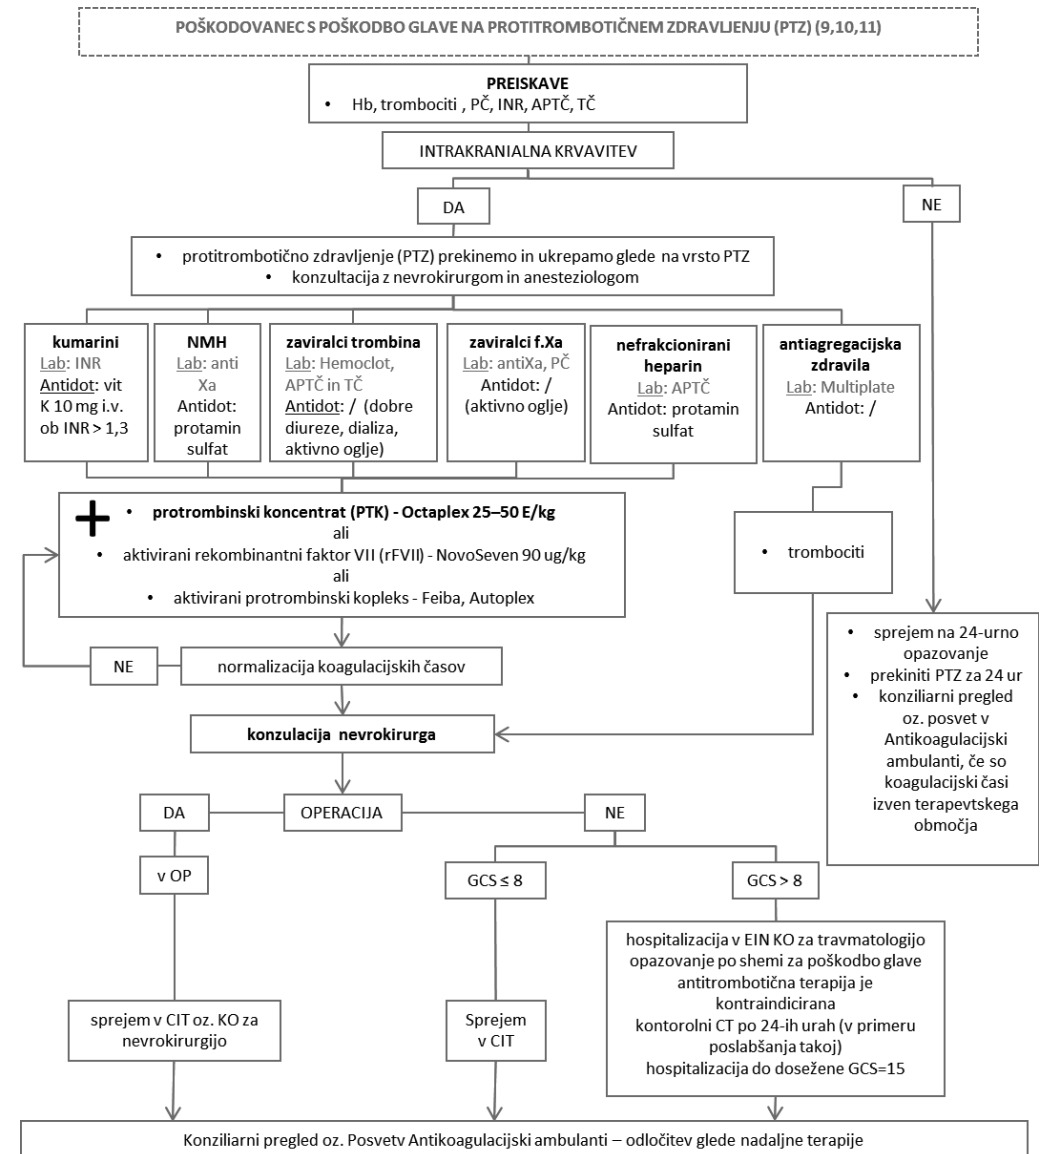 POŠKODOVANEC S POŠKODBO GLAVE NA PROTITROMBOTIČNEM ZDRAVLJENJU (PTZ) (9,10,11)
PREISKAVE
• Hb, trombociti , PČ, INR, APTČ, TČ
INTRAKRANIALNA KRVAVITEV
DA
NE
• protitrombotično zdravljenje (PTZ) prekinemo in ukrepamo glede na vrsto PTZ
• konzultacija z nevrokirurgom in anesteziologom
kumarini
Lab: INR
Antidot: vit
K 10 mg i.v.
ob INR > 1,3
NMH
Lab: anti
Xa
Antidot:
protamin
sulfat
zaviralci trombina
Lab: Hemoclot,
APTČ in TČ
Antidot: / (dobre
diureze, dializa,
aktivno oglje)
zaviralci f.Xa
Lab: antiXa, PČ
Antidot: /
(aktivno oglje)
nefrakcionirani
heparin
Lab: APTČ
Antidot: protamin
sulfat
antiagregacijska
zdravila
Lab: Multiplate
Antidot: /
• protrombinski koncentrat (PTK) - Octaplex 25–50 E/kg
ali
• aktivirani rekombinantni faktor VII (rFVII) - NovoSeven 90 ug/kg
ali
• aktivirani protrombinski kopleks - Feiba, Autoplex
• trombociti
• sprejem na 24-urno
opazovanje
• prekiniti PTZ za 24 ur
• konziliarni pregled
oz. posvet v
Antikoagulacijski
ambulanti, če so
koagulacijski časi
izven terapevtskega
območja
NE
normalizacija koagulacijskih časov
konzulacija nevrokirurga
DA
OPERACIJA
NE
v OP
GCS ≤ 8
GCS > 8
sprejem v CIT oz. KO za
nevrokirurgijo
Sprejem
v CIT
hospitalizacija v EIN KO za travmatologijo
opazovanje po shemi za poškodbo glave
antitrombotična terapija je
kontraindicirana
kontorolni CT po 24-ih urah (v primeru
poslabšanja takoj)
hospitalizacija do dosežene GCS=15
Konziliarni pregled oz. Posvetv Antikoagulacijski ambulanti – odločitev glede nadaljne terapije